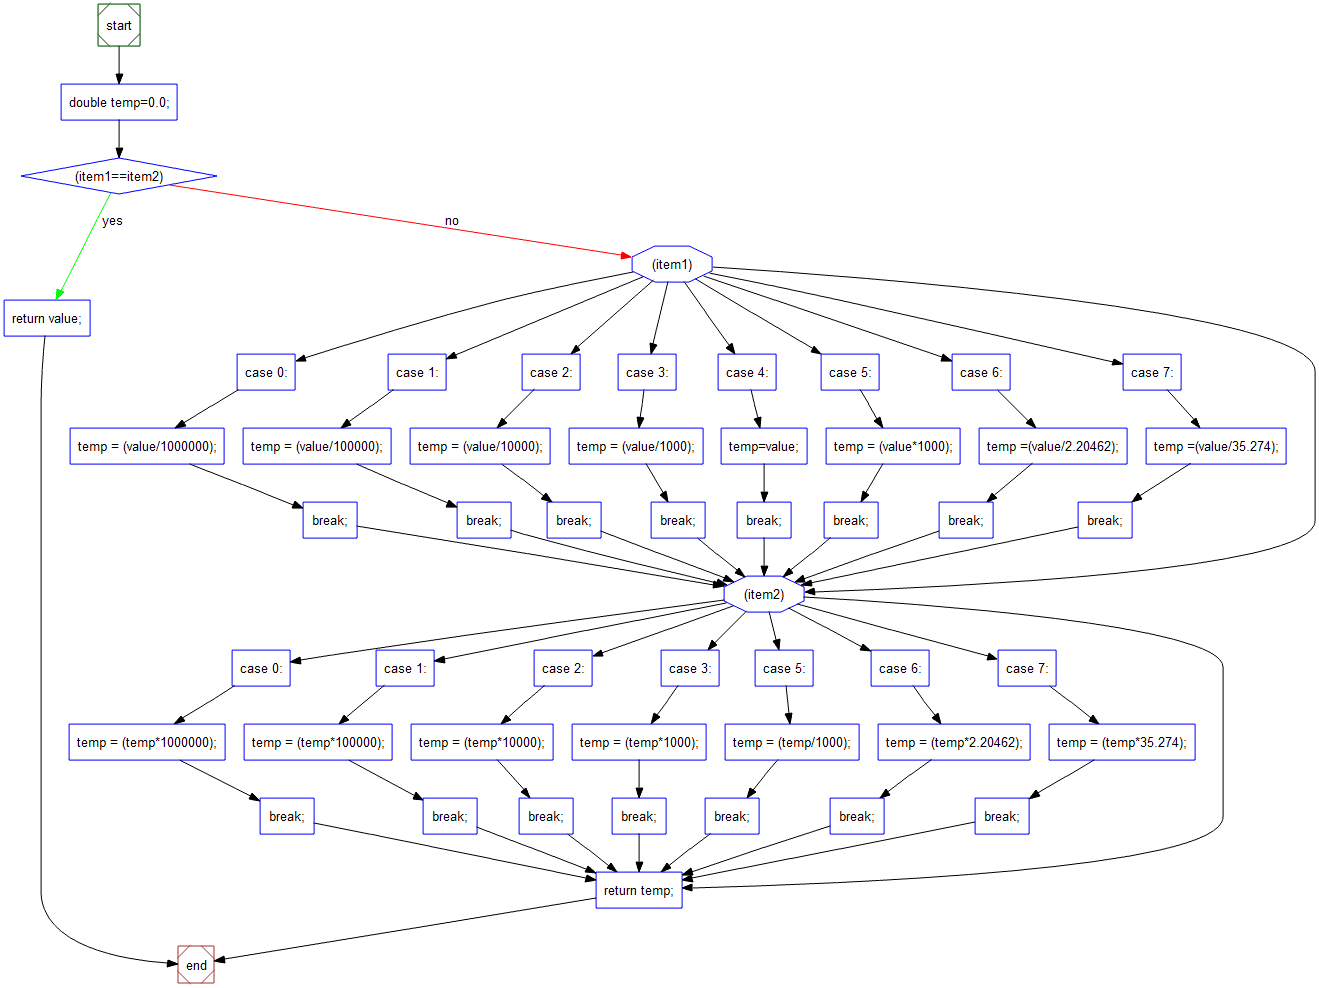 start
double temp=0.0;
(item1==item2)
yes
no
(item1)
return value;
case 0:
case 1:
case 2:
case 3:
case 4:
case 5:
case 6:
case 7:
temp = (value/1000000);
temp = (value/100000);
temp = (value/10000);
temp = (value/1000);
temp=value;
temp = (value*1000);
temp =(value/2.20462);
temp =(value/35.274);
break;
break;
break;
break;
break;
break;
break;
break;
(item2)
case 0:
case 1:
case 2:
case 3:
case 5:
case 6:
case 7:
temp = (temp*1000000);
temp = (temp*100000);
temp = (temp*10000);
temp = (temp*1000);
temp = (temp/1000);
temp = (temp*2.20462);
temp = (temp*35.274);
break;
break;
break;
break;
break;
break;
break;
return temp;
end